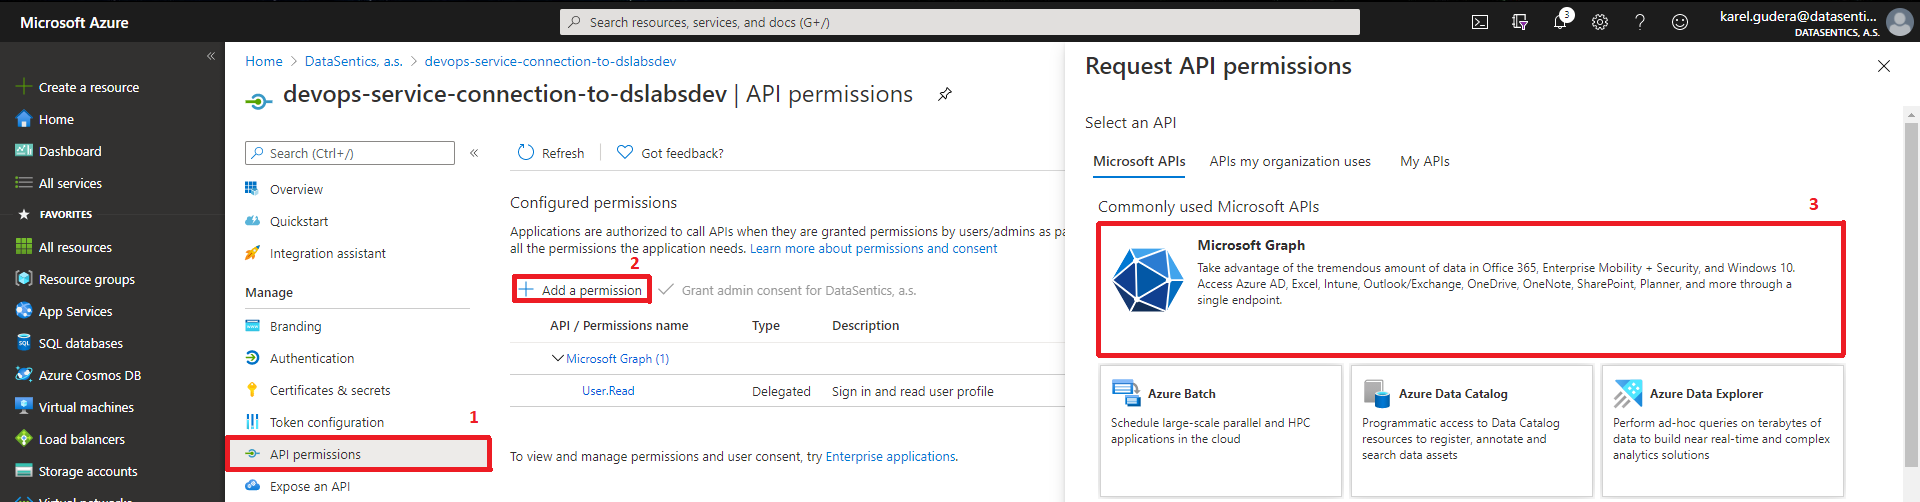 Microsoft Azure
Search resources, services, and docs (G+/)
3
karel.gudera@datasenti...
DATASENTICS, A.S.
«
Create a resource
Home
Dashboard
All services
FAVORITES
All resources
Resource groups
App Services
SQL databases
Azure Cosmos DB
Virtual machines
Load balancers
Storage accounts
Virtual networks
Home > DataSentics, a.s. > devops-service-connection-to-dslabsdev
devops-service-connection-to-dslabsdev | API permissions
Search (Ctrl+/)
«
Overview
Quickstart
Integration assistant
Manage
Branding
Authentication
Certificates & secrets
Token configuration
1
API permissions
Expose an API
Refresh
Got feedback?
Configured permissions
Applications are authorized to call APIs when they are granted permissions by users/admins as pa
all the permissions the application needs. Learn more about permissions and consent
2
Add a permission
Grant admin consent for DataSentics, a.s.
API / Permissions name Type Description
Microsoft Graph (1)
User.Read Delegated Sign in and read user profile
To view and manage permissions and user consent, try Enterprise applications.
Request API permissions
Select an API
Microsoft APIs APIs my organization uses My APIs
Commonly used Microsoft APIs
3
Microsoft Graph
Take advantage of the tremendous amount of data in Office 365, Enterprise Mobility + Security, and Windows 10.
Access Azure AD, Excel, Intune, Outlook/Exchange, OneDrive, OneNote, SharePoint, Planner, and more through a
single endpoint.
Azure Batch
Schedule large-scale parallel and HPC
applications in the cloud
Azure Data Catalog
Programmatic access to Data Catalog
resources to register, annotate and
search data assets
Azure Data Explorer
Perform ad-hoc queries on terabytes of
data to build near real-time and complex
analytics solutions